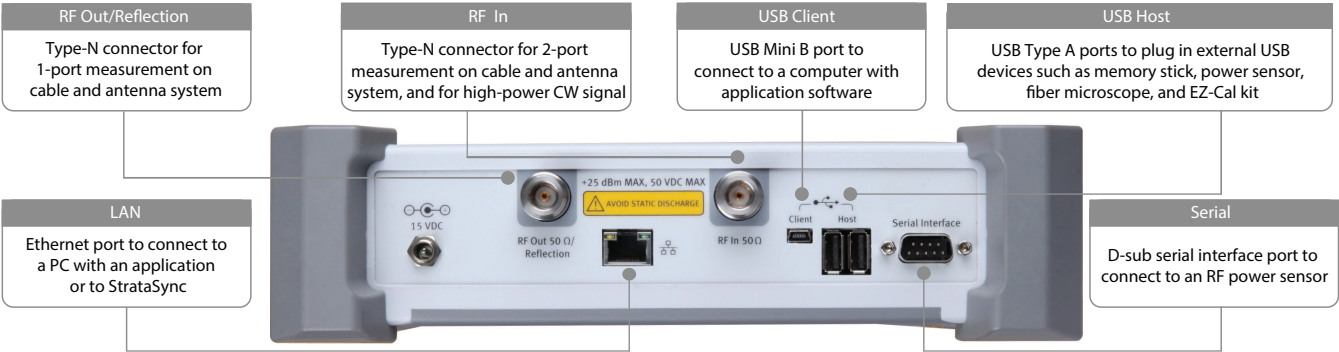 RF Out/Reflection
Type-N connector for
1-port measurement on
cable and antenna system
RF In
Type-N connector for 2-port
measurement on cable and antenna
system, and for high-power CW signal
USB Client
USB Mini B port to
connect to a computer with
application software
USB Host
USB Type A ports to plug in external USB
devices such as memory stick, power sensor,
fiber microscope, and EZ-Cal kit
+25 dBm MAX, 50 VDC MAX
AVOID STATIC DISCHARGE
15 VDC
RF Out 50 Ω/
Reflection
RF In 50 Ω
Client
Host
Serial Interface
LAN
Ethernet port to connect to
a PC with an application
or to StrataSync
Serial
D-sub serial interface port to
connect to an RF power sensor